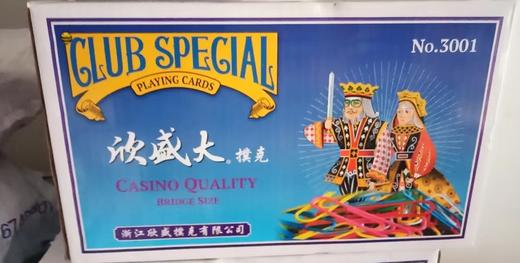 CLUB SPECIAL
PLAYING CARDS
No.3001
欣盛大® 撲克
CASINO QUALITY
BRIDGE SIZE
浙江欣盛撲克有限公司